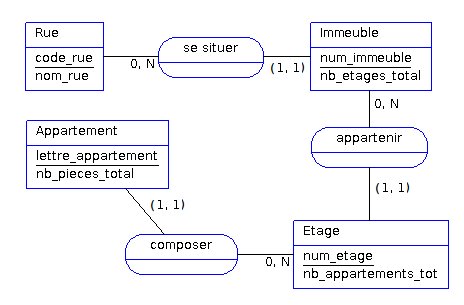 Rue
code_rue
nom_rue
0, N
se situer
(1, 1)
Immeuble
num_immeuble
nb_etages_total
0, N
appartenir
(1, 1)
Appartement
lettre_appartement
nb_pieces_total
(1, 1)
composer
0, N
Etage
num_etage
nb_appartements_tot